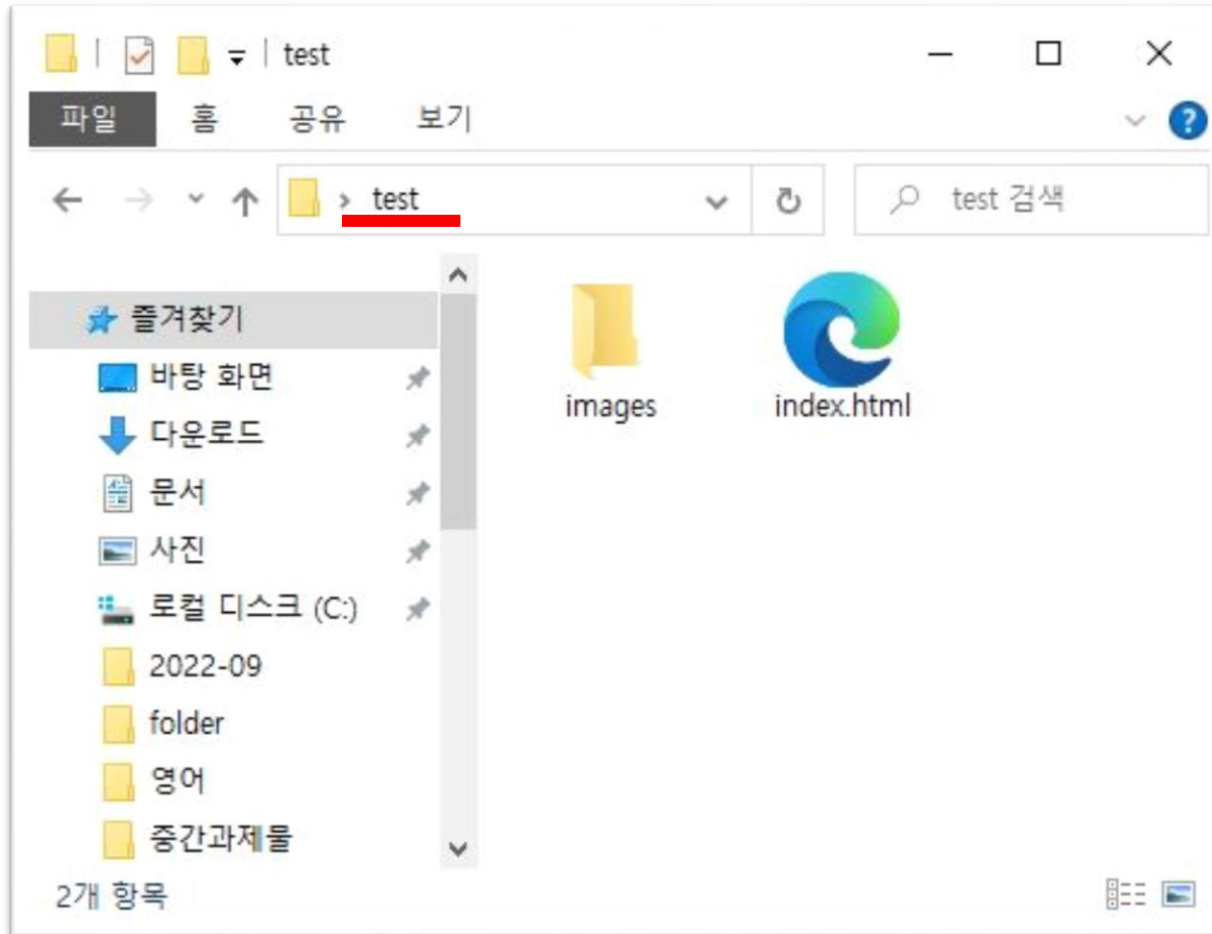 test
파일 홈 공유 보기
test
test 검색
즐겨찾기
바탕 화면
다운로드
문서
사진
로컬 디스크 (C:)
2022-09
folder
영어
중간과제물
images
index.html
2개 항목